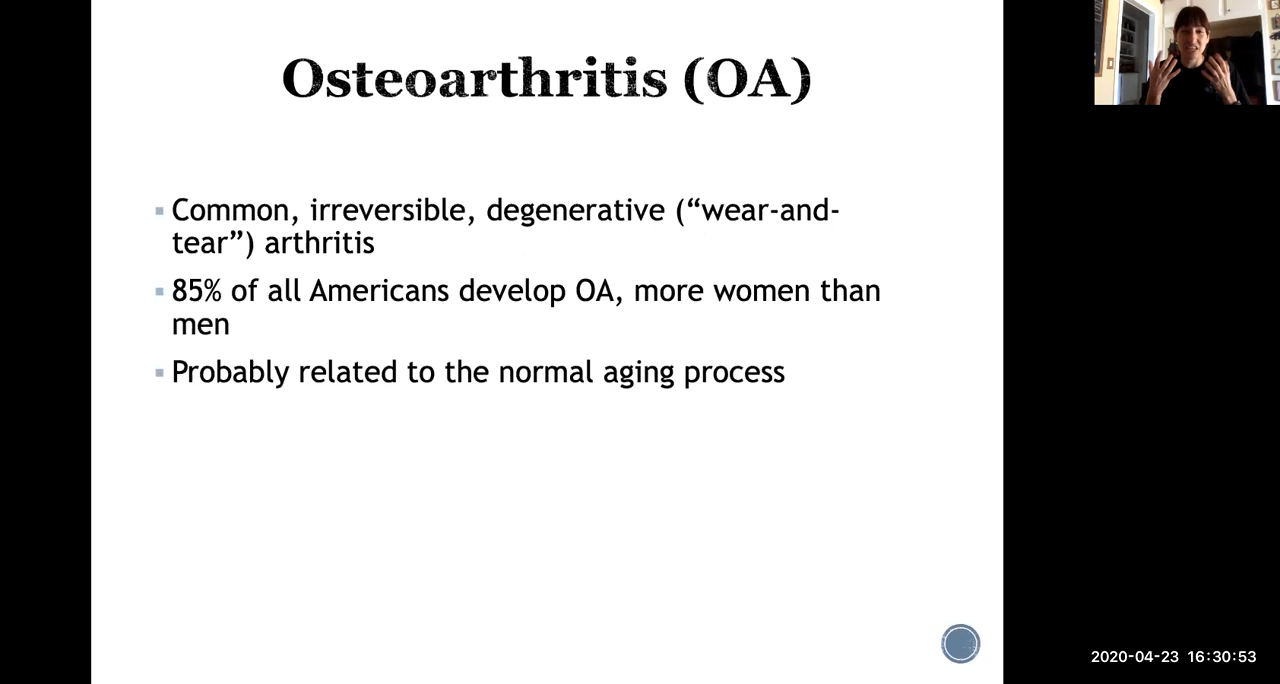 Osteoarthritis (OA)
▪ Common, irreversible, degenerative (“wear-and-
tear”) arthritis
▪ 85% of all Americans develop OA, more women than
men
▪ Probably related to the normal aging process
2020-04-23 16:30:53